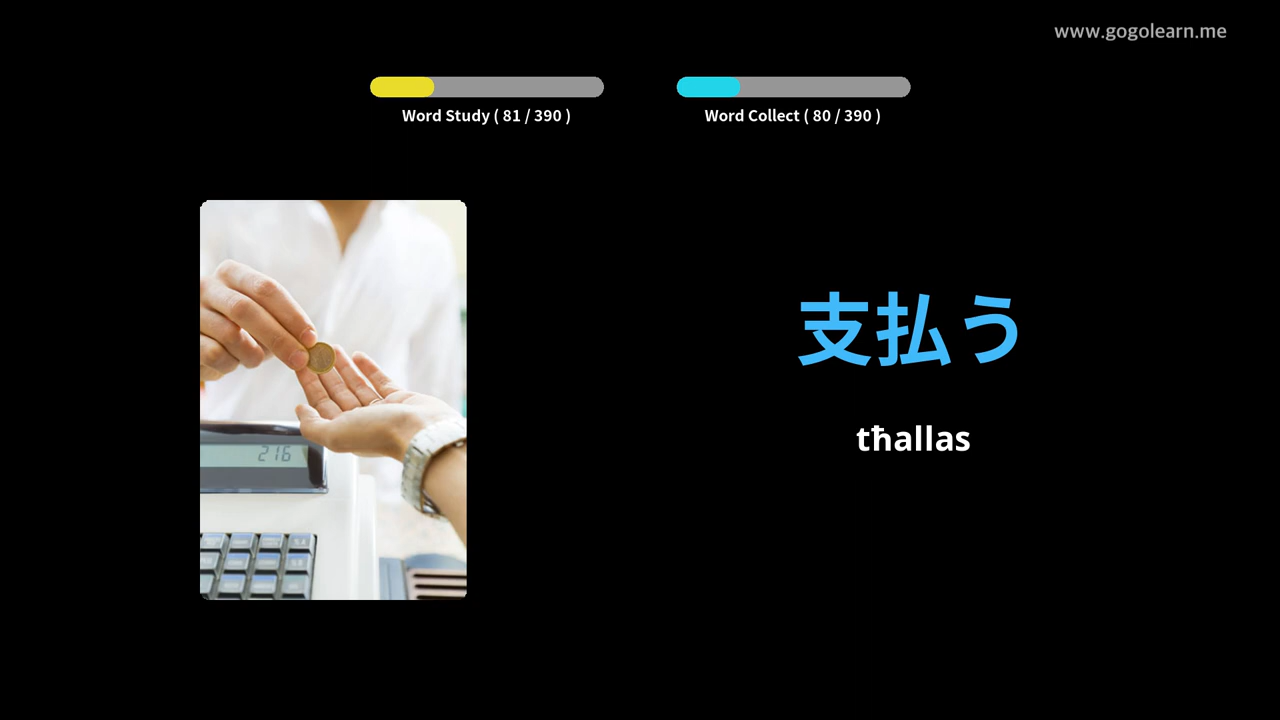 www.gogolearn.me
Word Study ( 81 / 390 )
Word Collect ( 80 / 390 )
支払う
tħallas
216